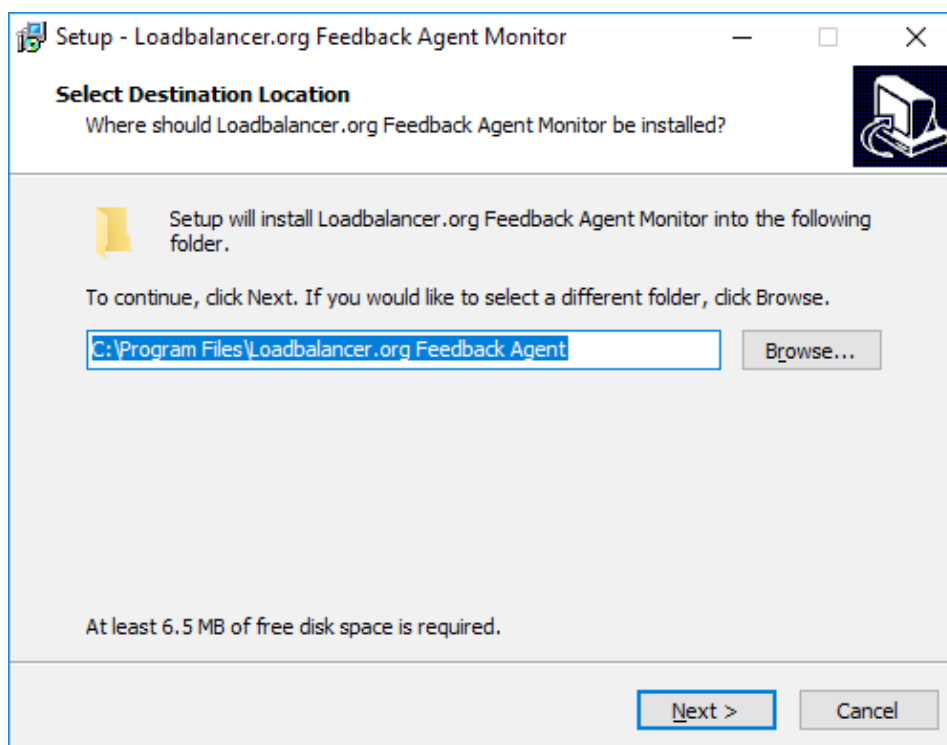 Setup - Loadbalancer.org Feedback Agent Monitor
Select Destination Location
Where should Loadbalancer.org Feedback Agent Monitor be installed?
Setup will install Loadbalancer.org Feedback Agent Monitor into the following
folder.
To continue, click Next. If you would like to select a different folder, click Browse.
C:\Program Files\Loadbalancer.org Feedback Agent
Browse...
At least 6.5 MB of free disk space is required.
Next >
Cancel